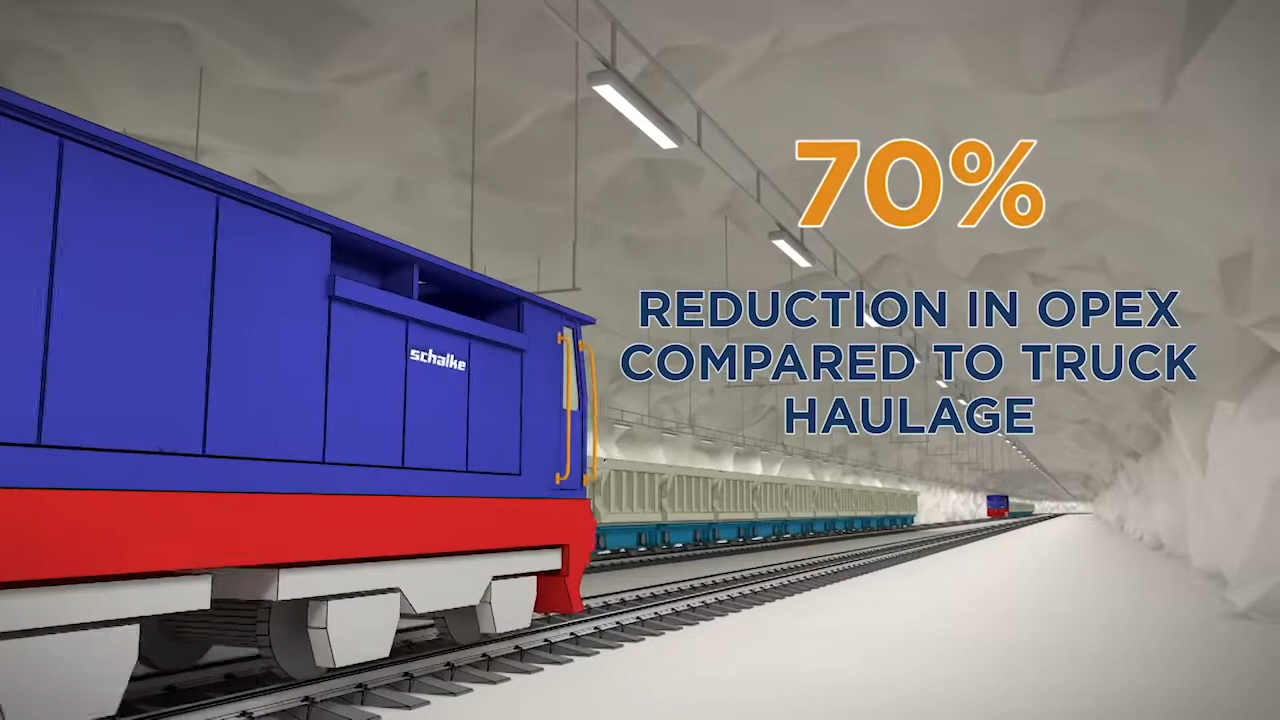 70%
REDUCTION IN OPEX
COMPARED TO TRUCK
HAULAGE
schalke